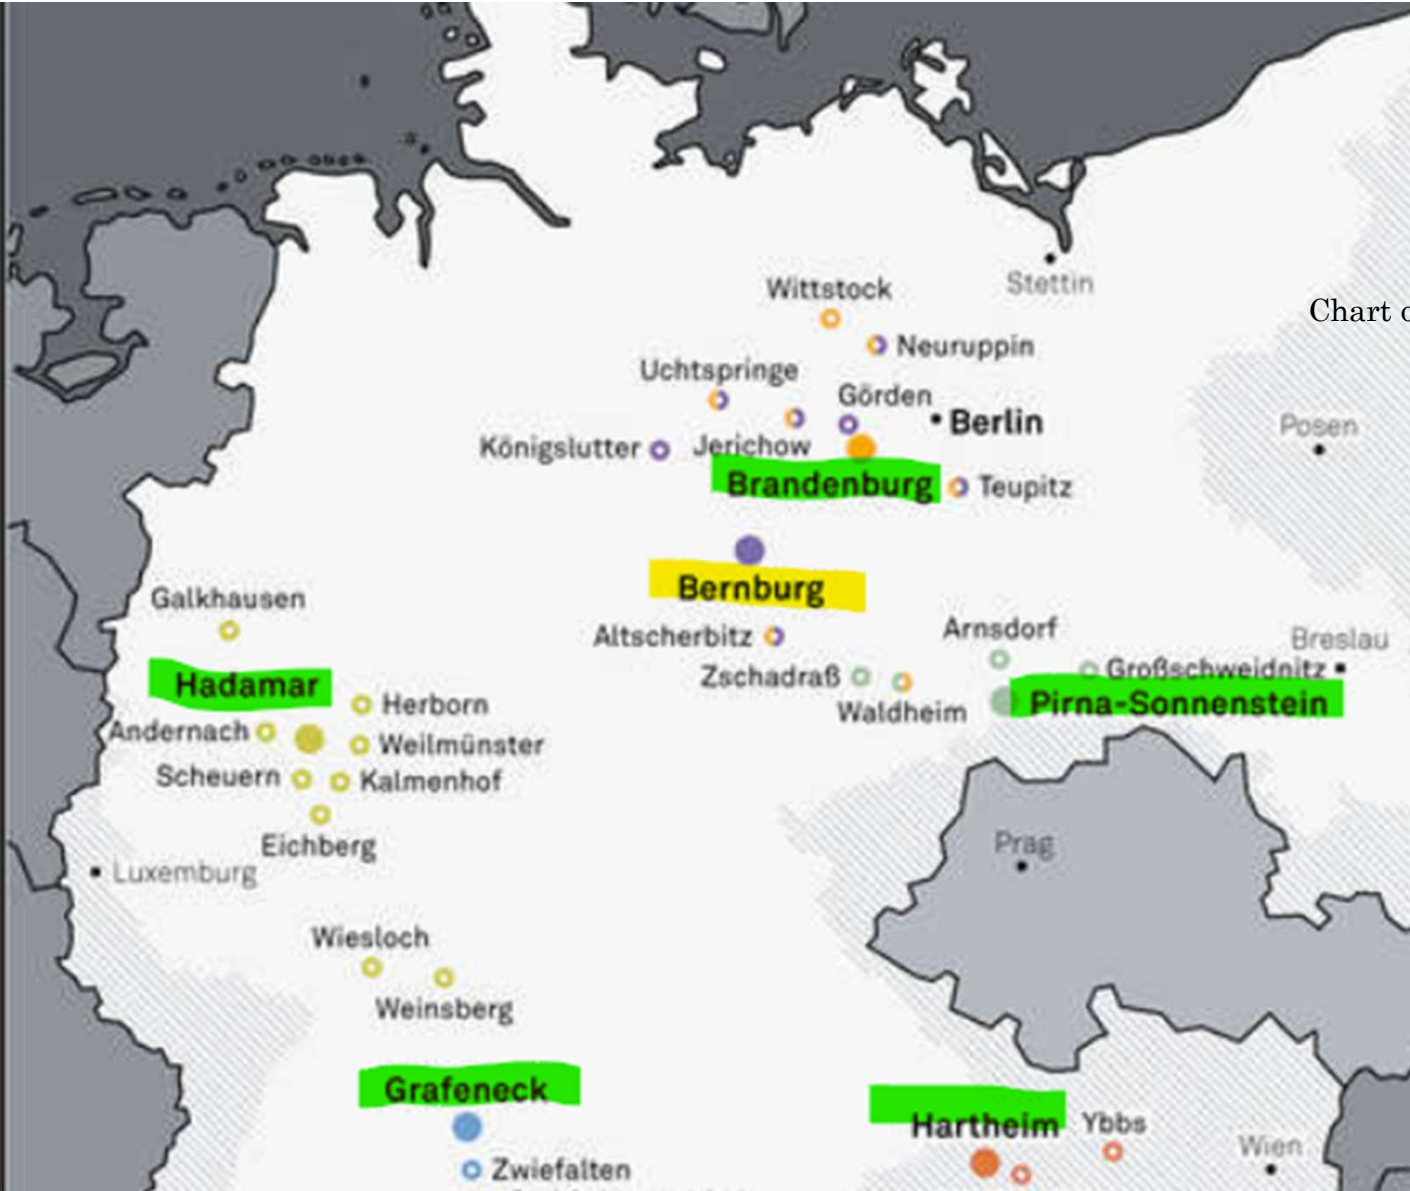 Stettin
Wittstock
Chart
Neuruppin
Uchtspringe
Görden
Berlin
Posen
Königslutter
Jerichow
Brandenburg
Teupitz
Bernburg
Galkhausen
Altscherbitz
Arnsdorf
Breslau
Zschadraß
Großschweidnitz
Hadamar
Herborn
Waldheim
Pirna-Sonnenstein
Andernach
Weilmünster
Scheuern
Kalmenhof
Eichberg
Prag
Luxemburg
Wiesloch
Weinsberg
Grafeneck
Hartheim
Ybbs
Wien
Zwiefalten